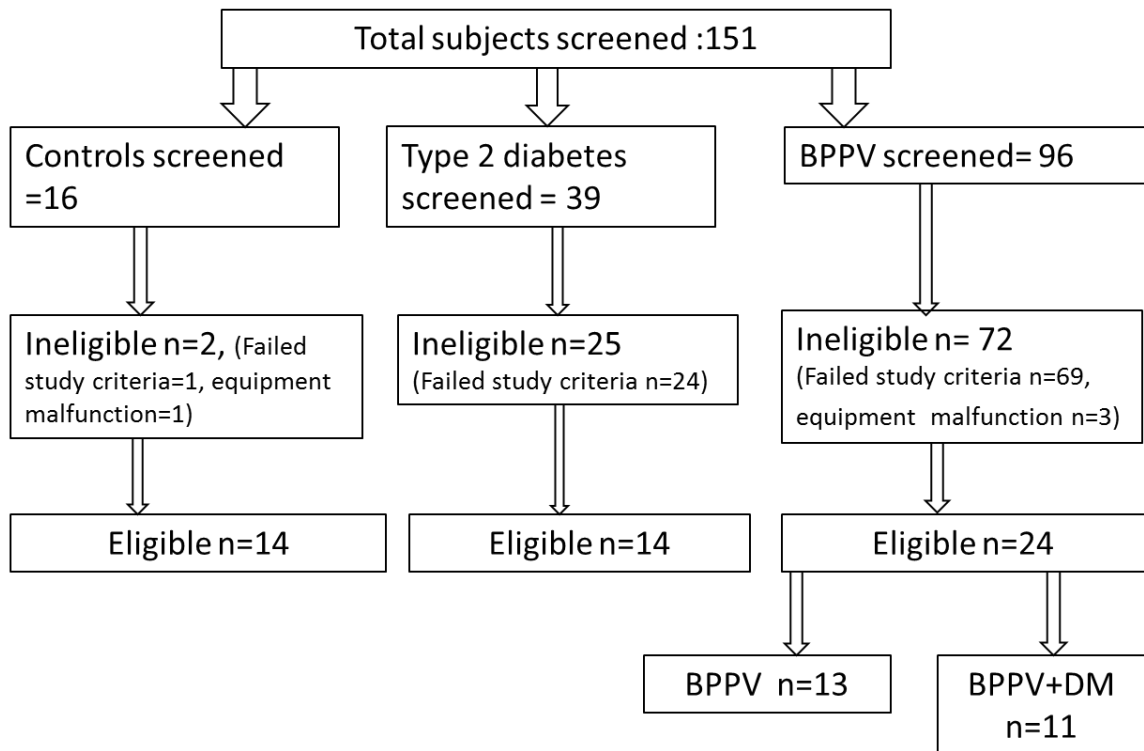 Total subjects screened :151
Controls screened
=16
Type 2 diabetes
screened = 39
BPPV screened= 96
Ineligible n=2, (Failed
study criteria=1, equipment
malfunction=1)
Ineligible n=25
(Failed study criteria n=24)
Ineligible n= 72
(Failed study criteria n=69,
equipment malfunction n=3)
Eligible n=14
Eligible n=14
Eligible n=24
BPPV n=13
BPPV+DM
n=11